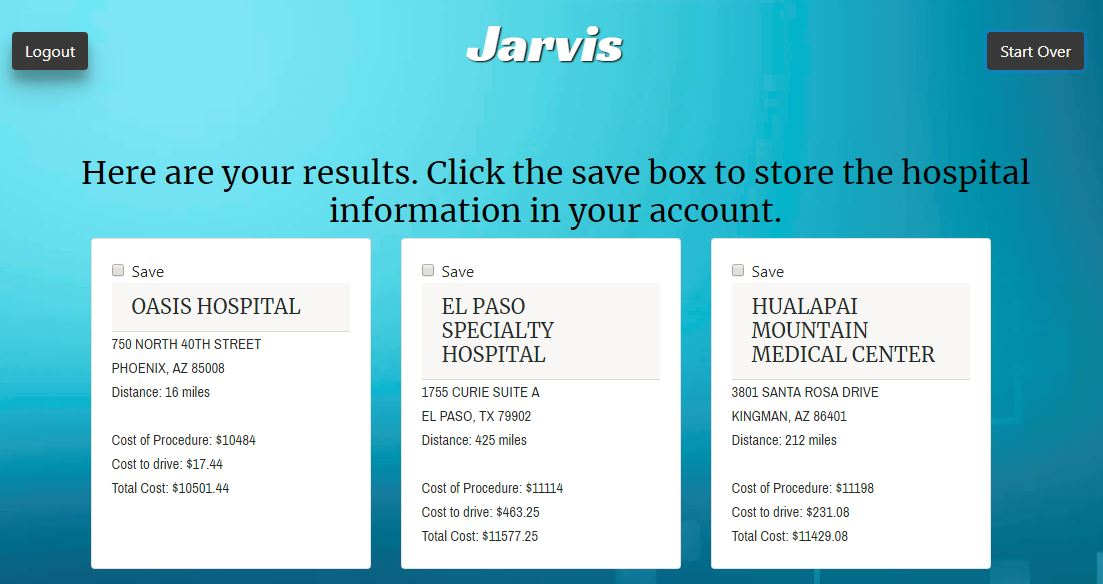 Logout
Jarvis
Start Over
Here are your results. Click the save box to store the hospital
information in your account.
Save
OASIS HOSPITAL
750 NORTH 40TH STREET
PHOENIX, AZ 85008
Distance: 16 miles
Cost of Procedure: $10484
Cost to drive: $17.44
Total Cost: $10501.44
Save
EL PASO
SPECIALTY
HOSPITAL
1755 CURIE SUITE A
EL PASO, TX 79902
Distance: 425 miles
Cost of Procedure: $11114
Cost to drive: $463.25
Total Cost: $11577.25
Save
HUALAPAI
MOUNTAIN
MEDICAL CENTER
3801 SANTA ROSA DRIVE
KINGMAN, AZ 86401
Distance: 212 miles
Cost of Procedure: $11198
Cost to drive: $231.08
Total Cost: $11429.08